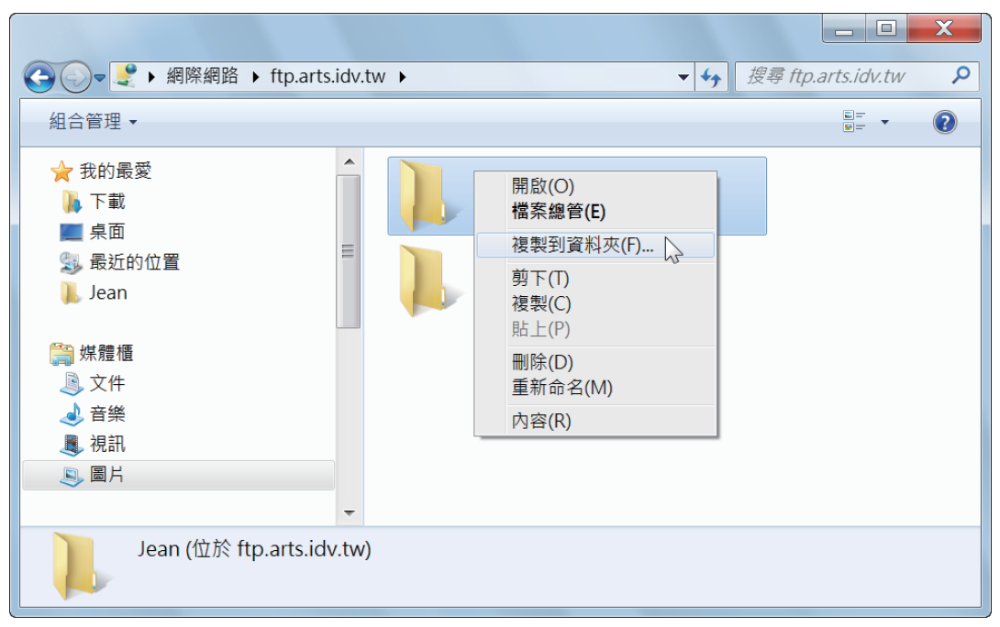 網際網路 ftp.arts.idv.tw
搜尋 ftp.arts.idv.tw
組合管理
我的最愛
下載
桌面
最近的位置
Jean
媒體櫃
文件
音樂
視訊
圖片
開啟(O)
檔案總管(E)
複製到資料夾(F)...
剪下(T)
複製(C)
貼上(P)
刪除(D)
重新命名(M)
內容(R)
Jean (位於 ftp.arts.idv.tw)